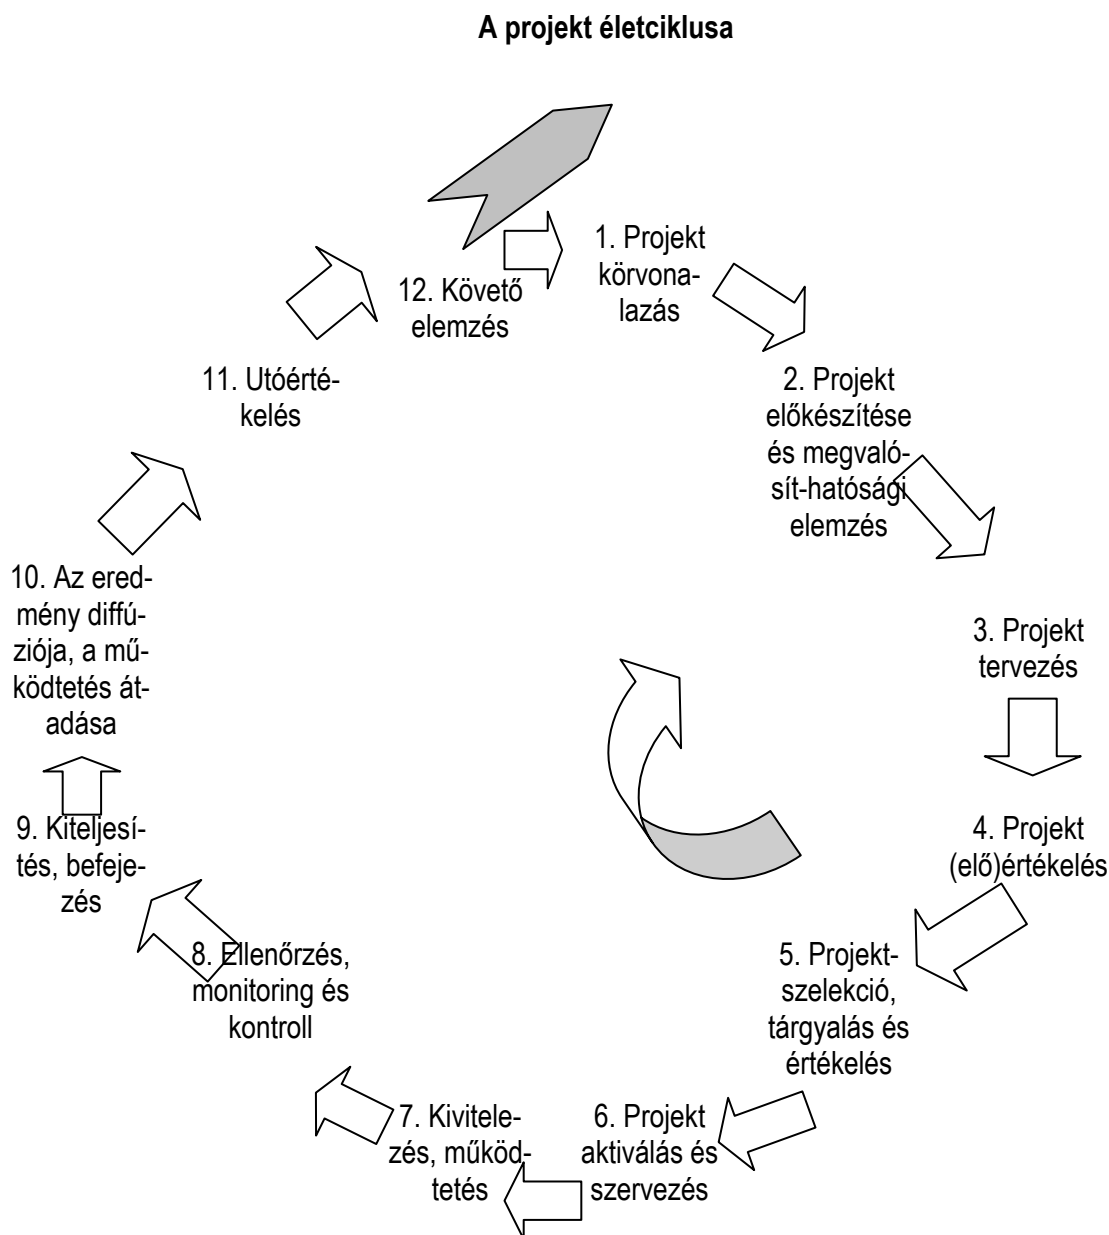 A projekt életciklusa
1. Projekt
körvona-
lazás
2. Projekt
előkészítése
és megvaló-
sít-hatósági
elemzés
3. Projekt
tervezés
4. Projekt
(elő)értékelés
5. Projekt-
szelekció,
tárgyalás és
értékelés
6. Projekt
aktiválás és
szervezés
7. Kivitele-
zés, működ-
tetés
8. Ellenőrzés,
monitoring és
kontroll
9. Kiteljesí-
tés, befeje-
zés
10. Az ered-
mény diffú-
ziója, a mű-
ködtetés át-
adása
11. Utóérté-
kelés
12. Követő
elemzés